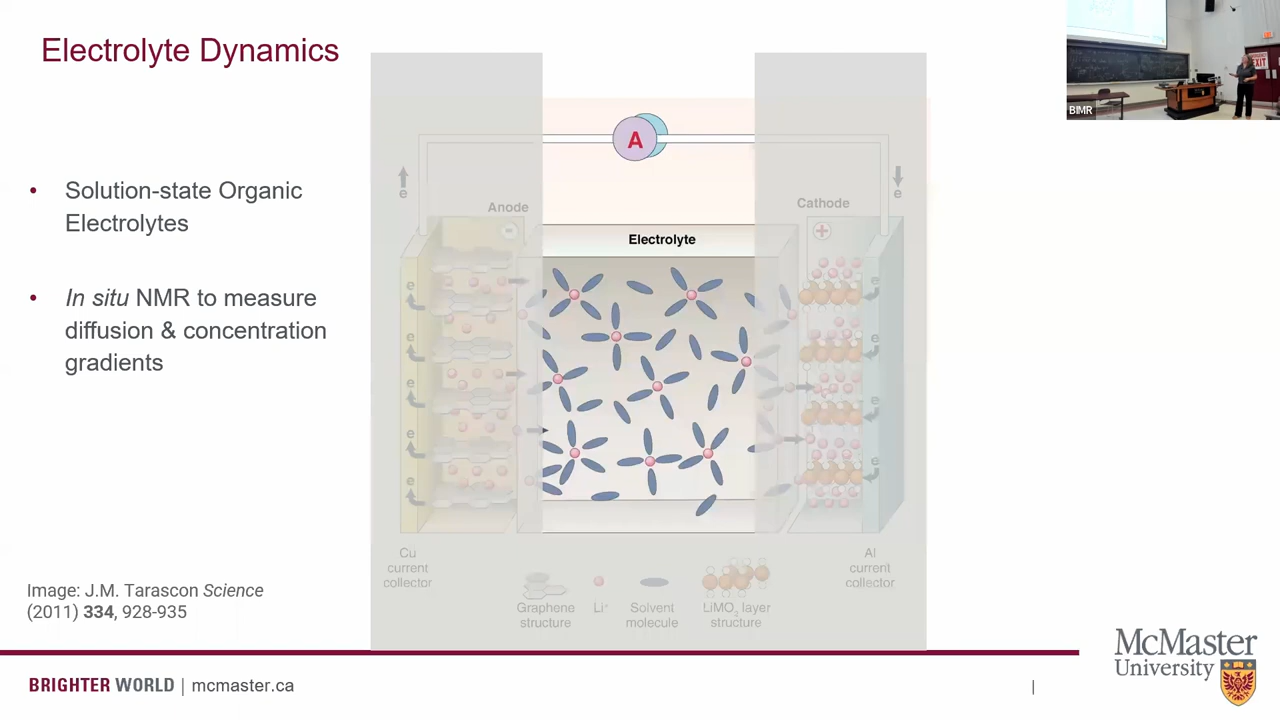 Electrolyte Dynamics
• Solution-state Organic
Electrolytes
• In situ NMR to measure
diffusion & concentration
gradients
Image: J.M. Tarascon Science
(2011) 334, 928-935
A
e
e
Anode
Cathode
-
+
Electrolyte
e
e
e
e
e
e
e
e
e
Cu
current
collector
Al
current
collector
Graphene
structure
Li+
Solvent
molecule
LiMO2 layer
structure
BRIGHTER WORLD | mcmaster.ca
|
McMaster
University
BIMR
EXIT